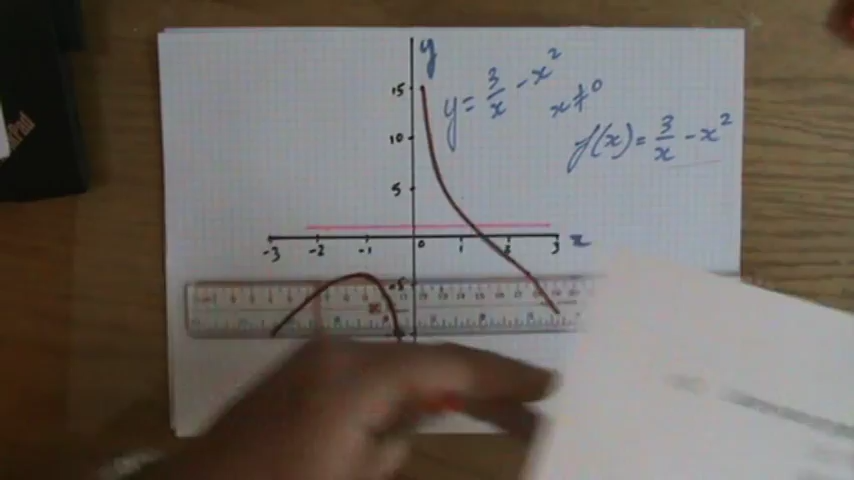 y
y = 3/x - x²
x ≠ 0
f(x) = 3/x - x²
15
10
5
-3 -2 -1 0 1 2 3 x
-5